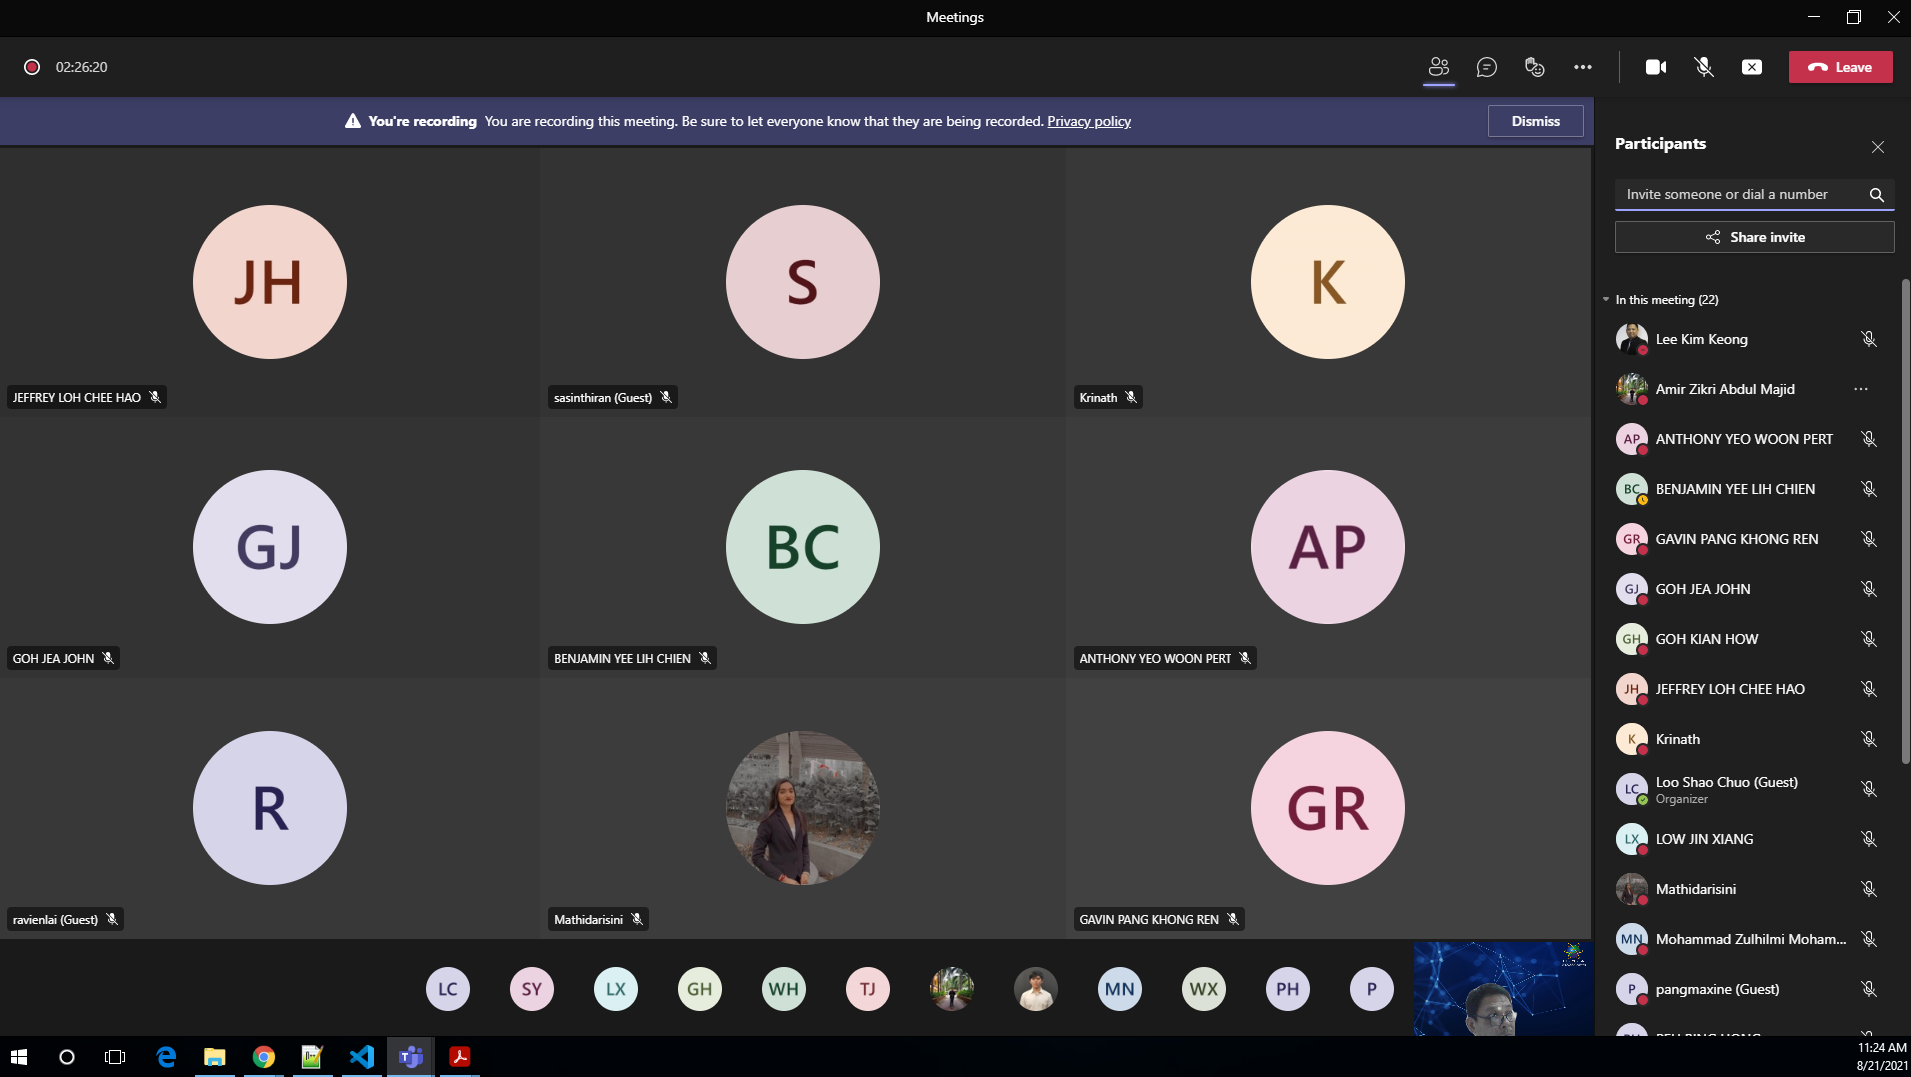 Meetings
02:26:20
Leave
You're recording You are recording this meeting. Be sure to let everyone know that they are being recorded. Privacy policy
Dismiss
JH
JEFFREY LOH CHEE HAO
S
sasinthiran (Guest)
K
Krinath
GJ
GOH JEA JOHN
BC
BENJAMIN YEE LIH CHIEN
AP
ANTHONY YEO WOON PERT
R
ravienlai (Guest)
Mathidarisini
GR
GAVIN PANG KHONG REN
LC
SY
LX
GH
WH
TJ
MN
WX
PH
P
Participants
Invite someone or dial a number
Share invite
In this meeting (22)
Lee Kim Keong
Amir Zikri Abdul Majid
AP ANTHONY YEO WOON PERT
BC BENJAMIN YEE LIH CHIEN
GR GAVIN PANG KHONG REN
GJ GOH JEA JOHN
GH GOH KIAN HOW
JH JEFFREY LOH CHEE HAO
K Krinath
LC Loo Shao Chuo (Guest)
Organizer
LX LOW JIN XIANG
Mathidarisini
MN Mohammad Zulhilmi Moham...
P pangmaxine (Guest)
11:24 AM
8/21/2021